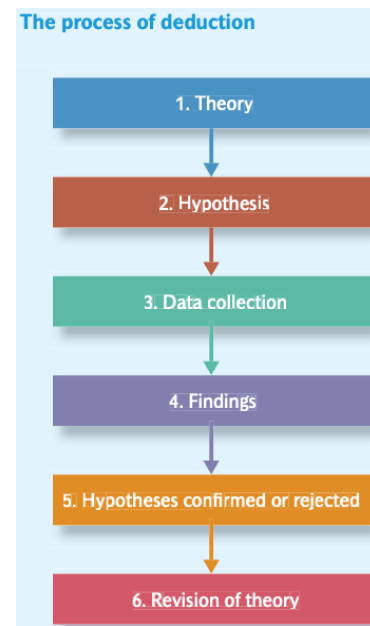 The process of deduction
1. Theory
2. Hypothesis
3. Data collection
4. Findings
5. Hypotheses confirmed or rejected
6. Revision of theory